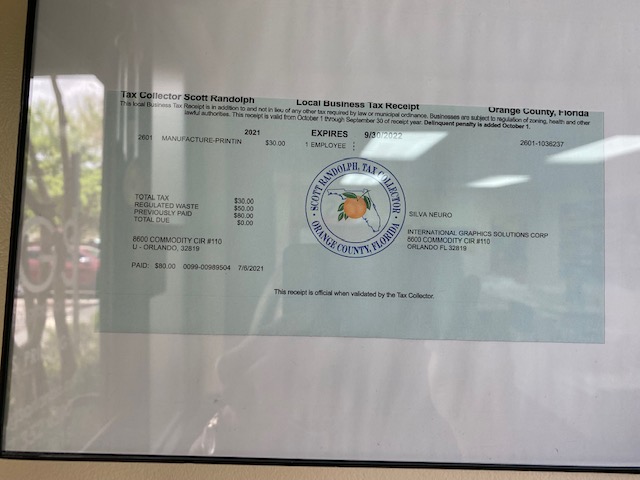 Tax Collector Scott Randolph Local Business Tax Receipt Orange County, Florida
This local Business Tax Receipt is in addition to and not in lieu of any other tax required by law or municipal ordinance. Businesses are subject to regulation of zoning, health and other
lawful authorities. This receipt is valid from October 1 through September 30 of receipt year. Delinquent penalty is added October 1.
2021 EXPIRES 9/30/2022
2601 MANUFACTURE-PRINTIN $30.00 1 EMPLOYEE 2601-1036237
SCOTT RANDOLPH, TAX COLLECTOR
ORANGE COUNTY, FLORIDA
TOTAL TAX $30.00
REGULATED WASTE $50.00
PREVIOUSLY PAID $80.00
TOTAL DUE $0.00
SILVA NEURO
INTERNATIONAL GRAPHICS SOLUTIONS CORP
6600 COMMODITY CIR #110
ORLANDO FL 32819
6600 COMMODITY CIR #110
U - ORLANDO, 32819
PAID: $80.00 0099-00989504 7/6/2021
This receipt is official when validated by the Tax Collector.